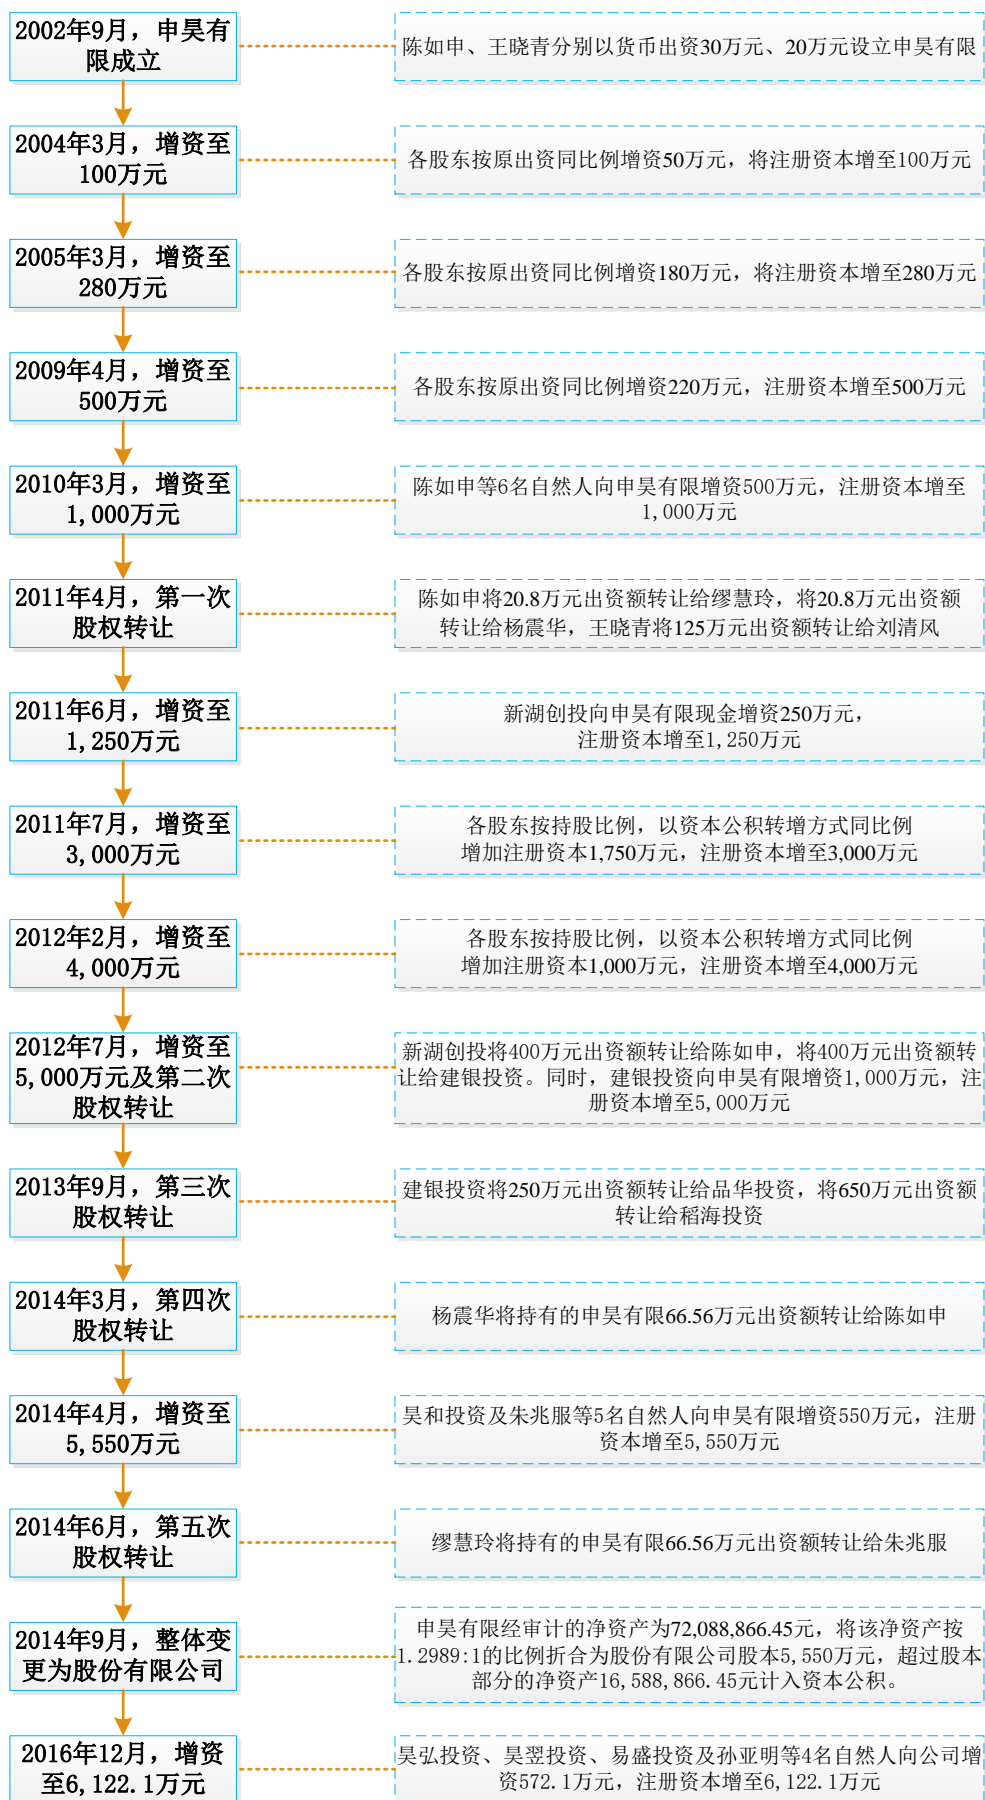 2002年9月，申昊有
限成立
陈如申、王晓青分别以货币出资30万元、20万元设立申昊有限
2004年3月，增资至
100万元
各股东按原出资同比例增资50万元，将注册资本增至100万元
2005年3月，增资至
280万元
各股东按原出资同比例增资180万元，将注册资本增至280万元
2009年4月，增资至
500万元
各股东按原出资同比例增资220万元，注册资本增至500万元
2010年3月，增资至
1,000万元
陈如申等6名自然人向申昊有限增资500万元，注册资本增至
1,000万元
2011年4月，第一次
股权转让
陈如申将20.8万元出资额转让给缪慧玲，将20.8万元出资额
转让给杨震华，王晓青将125万元出资额转让给刘清风
2011年6月，增资至
1,250万元
新湖创投向申昊有限现金增资250万元，
注册资本增至1,250万元
2011年7月，增资至
3,000万元
各股东按持股比例，以资本公积转增方式同比例
增加注册资本1,750万元，注册资本增至3,000万元
2012年2月，增资至
4,000万元
各股东按持股比例，以资本公积转增方式同比例
增加注册资本1,000万元，注册资本增至4,000万元
2012年7月，增资至
5,000万元及第二次
股权转让
新湖创投将400万元出资额转让给陈如申，将400万元出资额转
让给建银投资。同时，建银投资向申昊有限增资1,000万元，注
册资本增至5,000万元
2013年9月，第三次
股权转让
建银投资将250万元出资额转让给品华投资，将650万元出资额
转让给稻海投资
2014年3月，第四次
股权转让
杨震华将持有的申昊有限66.56万元出资额转让给陈如申
2014年4月，增资至
5,550万元
昊和投资及朱兆服等5名自然人向申昊有限增资550万元，注册
资本增至5,550万元
2014年6月，第五次
股权转让
缪慧玲将持有的申昊有限66.56万元出资额转让给朱兆服
2014年9月，整体变
更为股份有限公司
申昊有限经审计的净资产为72,088,866.45元，将该净资产按
1.2989:1的比例折合为股份有限公司股本5,550万元，超过股本
部分的净资产16,588,866.45元计入资本公积。
2016年12月，增资
至6,122.1万元
昊弘投资、昊翌投资、易盛投资及孙亚明等4名自然人向公司增
资572.1万元，注册资本增至6,122.1万元